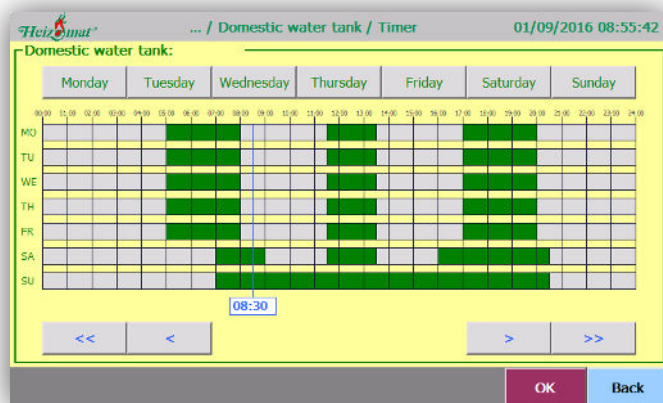 Heizomat ... / Domestic water tank / Timer 01/09/2016 08:55:42
Domestic water tank:
Monday Tuesday Wednesday Thursday Friday Saturday Sunday
00:00 01:00 02:00 03:00 04:00 05:00 06:00 07:00 08:00 09:00 10:00 11:00 12:00 13:00 14:00 15:00 16:00 17:00 18:00 19:00 20:00 21:00 22:00 23:00 24:00
MO
TU
WE
TH
FR
SA
SU
08:30
<< < > >>
OK Back